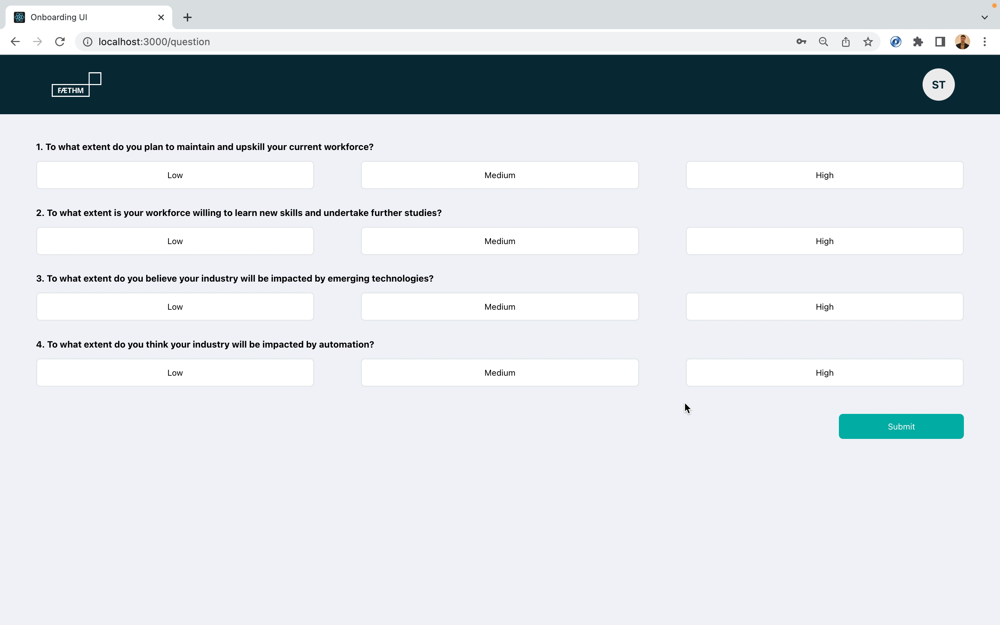 Onboarding UI
localhost:3000/question
FÆTHM
ST
1. To what extent do you plan to maintain and upskill your current workforce?
Low Medium High
2. To what extent is your workforce willing to learn new skills and undertake further studies?
Low Medium High
3. To what extent do you believe your industry will be impacted by emerging technologies?
Low Medium High
4. To what extent do you think your industry will be impacted by automation?
Low Medium High
Submit